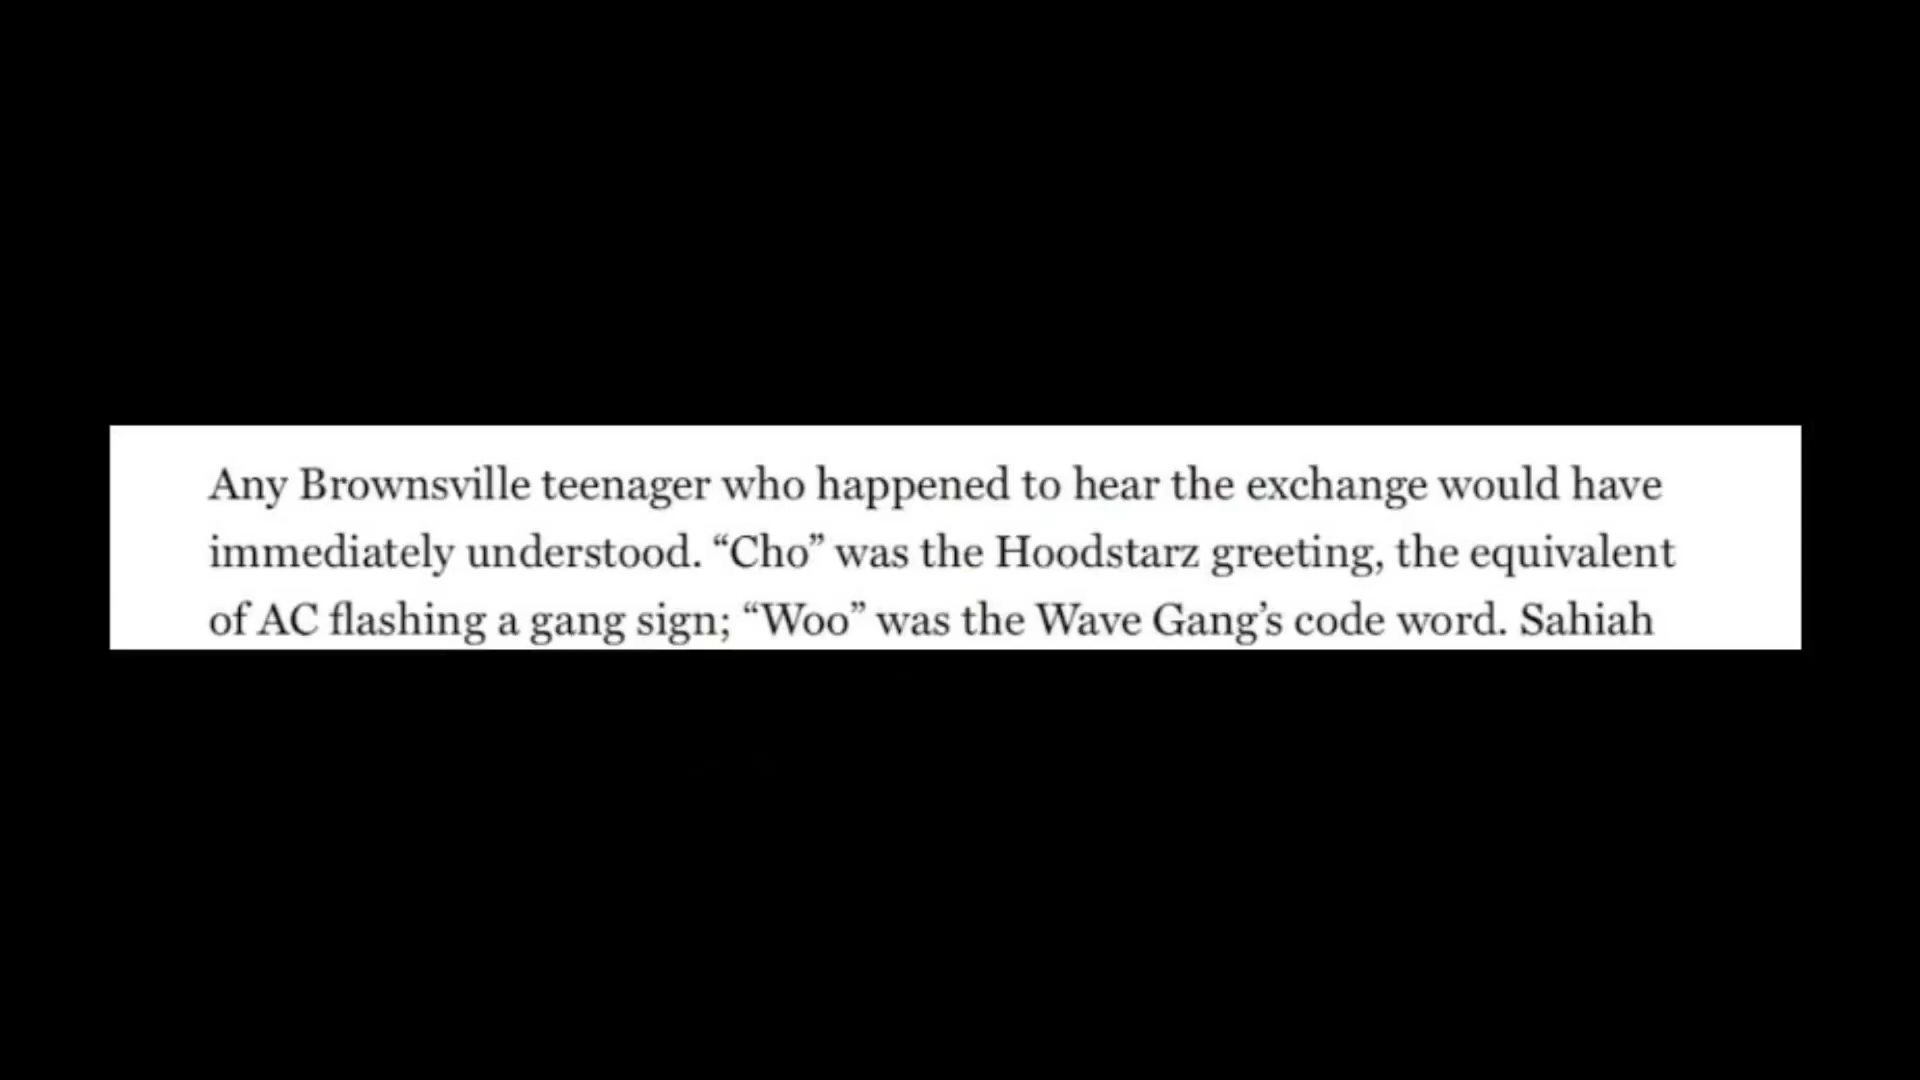 Any Brownsville teenager who happened to hear the exchange would have
immediately understood. “Cho” was the Hoodstarz greeting, the equivalent
of AC flashing a gang sign; “Woo” was the Wave Gang’s code word. Sahiah